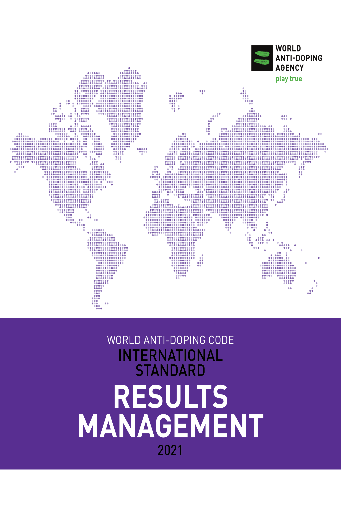 WORLD
ANTI-DOPING
AGENCY
play true
WORLD ANTI-DOPING CODE
INTERNATIONAL
STANDARD
RESULTS
MANAGEMENT
2021